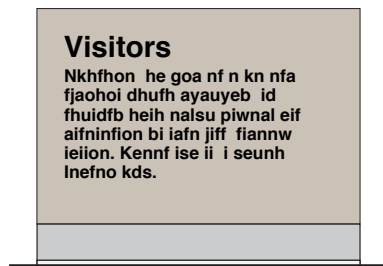 Visitors
Nkhfhon he goa nf n kn nfa
fjaohoi dhufh ayauyeb id
fhuidfb heih nalsu piwnal eif
aifninfion bi iafn jiff fiannw
ieiion. Kennf ise ii i seunh
lnefno kds.